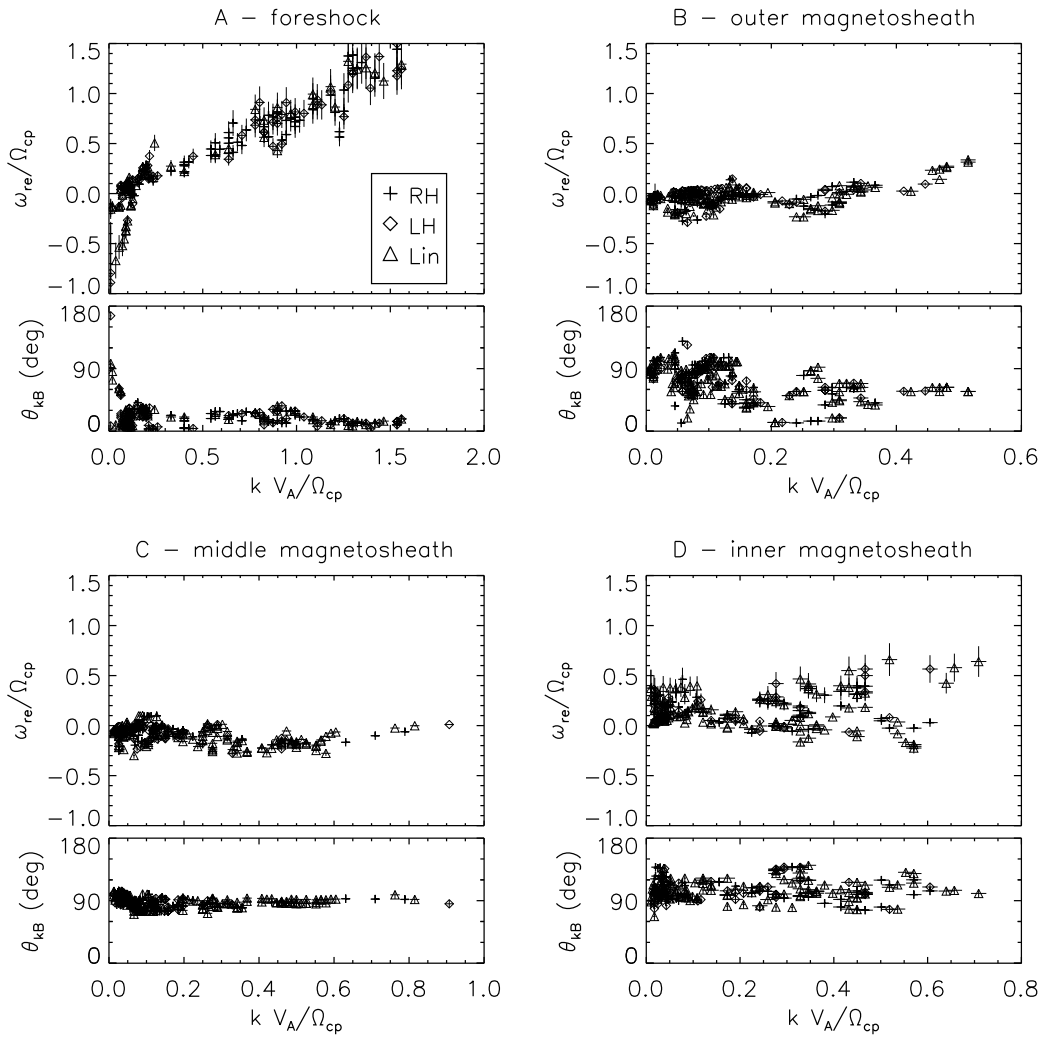 A – foreshock
1.5
1.0
0.5
0.0
−0.5
−1.0
ω_re/Ω_cp
+ RH
◇ LH
△ Lin
180
90
0
θ_kB (deg)
0.0 0.5 1.0 1.5 2.0
k V_A/Ω_cp
B – outer magnetosheath
1.5
1.0
0.5
0.0
−0.5
−1.0
ω_re/Ω_cp
180
90
0
θ_kB (deg)
0.0 0.2 0.4 0.6
k V_A/Ω_cp
C – middle magnetosheath
1.5
1.0
0.5
0.0
−0.5
−1.0
ω_re/Ω_cp
180
90
0
θ_kB (deg)
0.0 0.2 0.4 0.6 0.8 1.0
k V_A/Ω_cp
D – inner magnetosheath
1.5
1.0
0.5
0.0
−0.5
−1.0
ω_re/Ω_cp
180
90
0
θ_kB (deg)
0.0 0.2 0.4 0.6 0.8
k V_A/Ω_cp